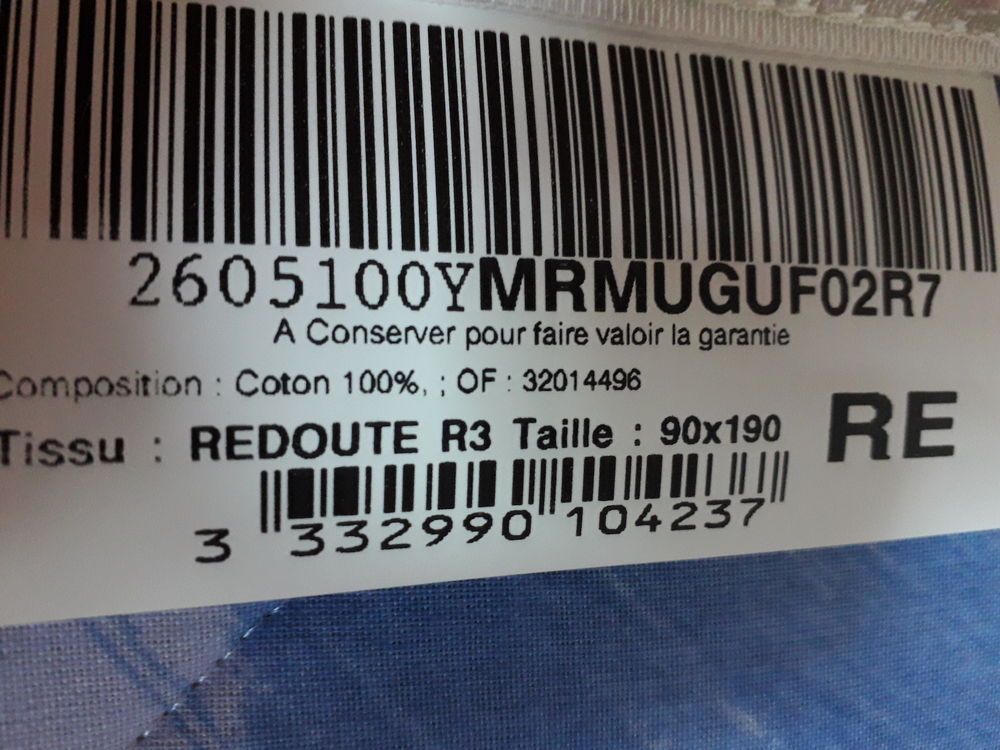 2605100YMRMUGUF02R7
A Conserver pour faire valoir la garantie
Composition : Coton 100%, ; OF : 32014496
RE
Tissu : REDOUTE R3 Taille : 90x190
3 332990 104237